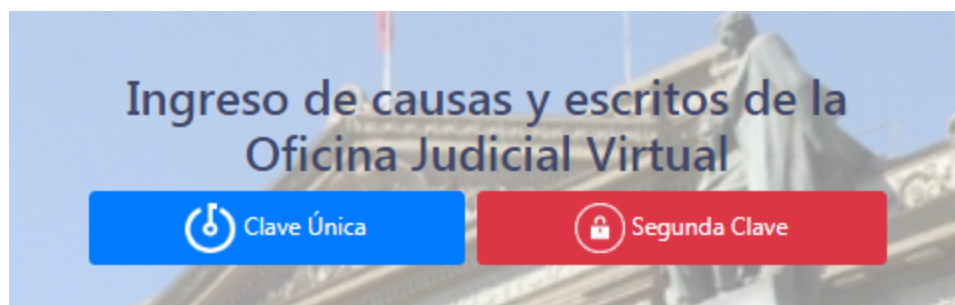 Ingreso de causas y escritos de la
Oficina Judicial Virtual
Clave Única
Segunda Clave